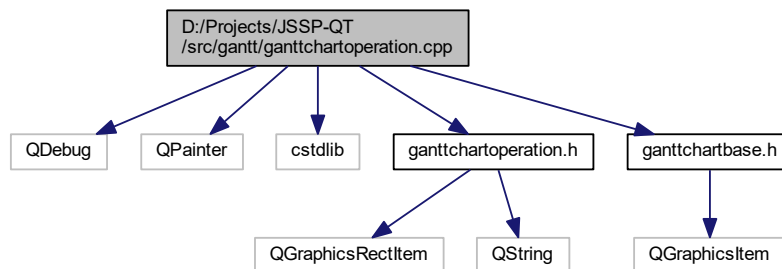 D:/Projects/JSSP-QT
/src/gantt/ganttchartoperation.cpp
QDebug
QPainter
cstdlib
ganttchartoperation.h
ganttchartbase.h
QGraphicsRectItem
QString
QGraphicsItem